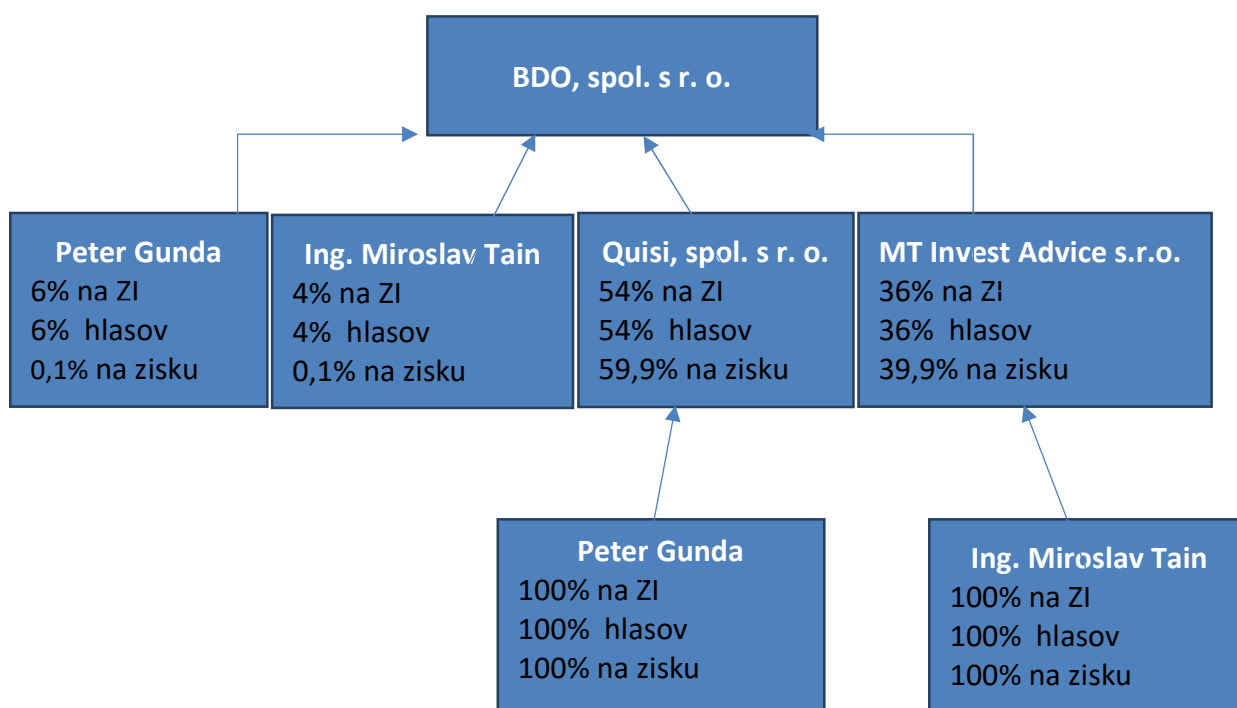 BDO, spol. s r. o.
Peter Gunda
6% na ZI
6%  hlasov
0,1% na zisku
Ing. Miroslav Tain
4% na ZI
4%  hlasov
0,1% na zisku
Quisi, spol. s r. o.
54% na ZI
54%  hlasov
59,9% na zisku
MT Invest Advice s.r.o.
36% na ZI
36%  hlasov
39,9% na zisku
Peter Gunda
100% na ZI
100%  hlasov
100% na zisku
Ing. Miroslav Tain
100% na ZI
100%  hlasov
100% na zisku